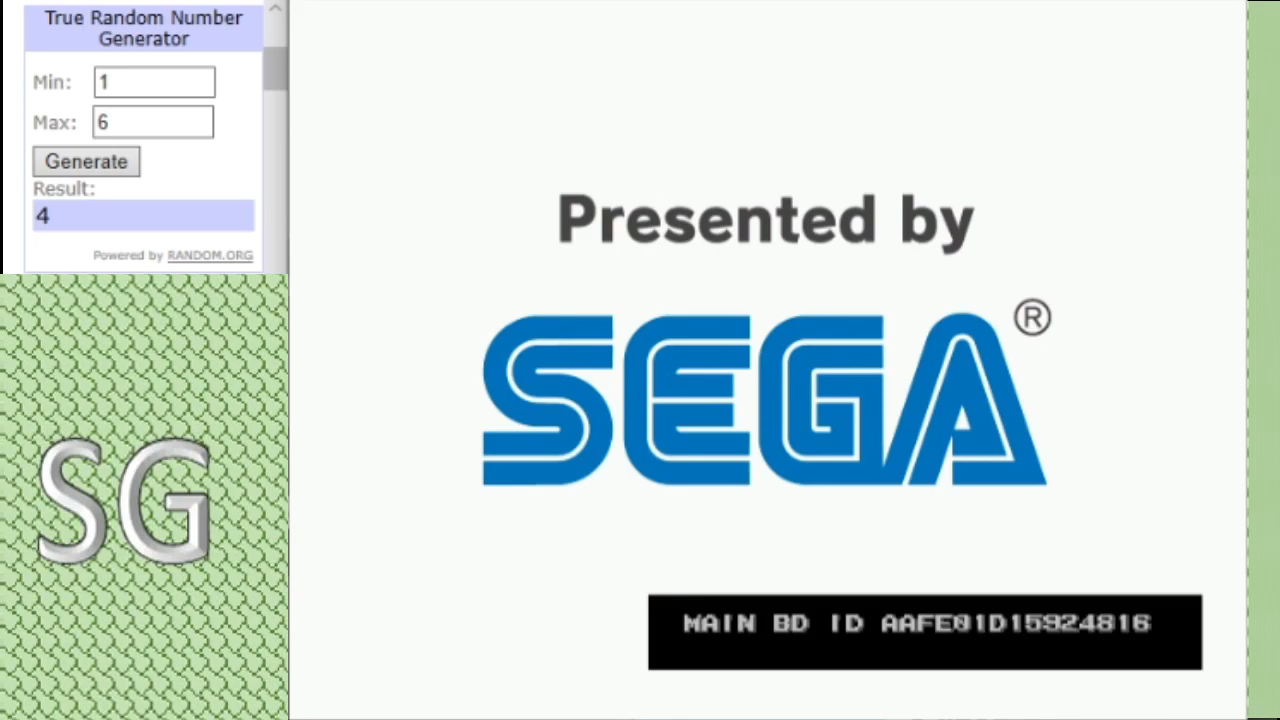 True Random Number
Generator
Min: 1
Max: 6
Generate
Result:
4
Powered by RANDOM.ORG
SG
Presented by
SEGA®
MAIN BD ID AAFE01D15924816